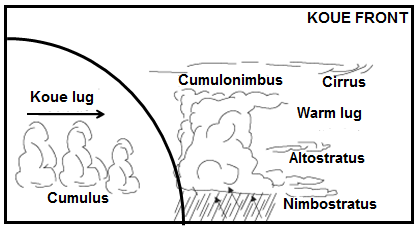 KOUE FRONT
Cumulonimbus
Cirrus
Koue lug
Warm lug
Altostratus
Cumulus
Nimbostratus